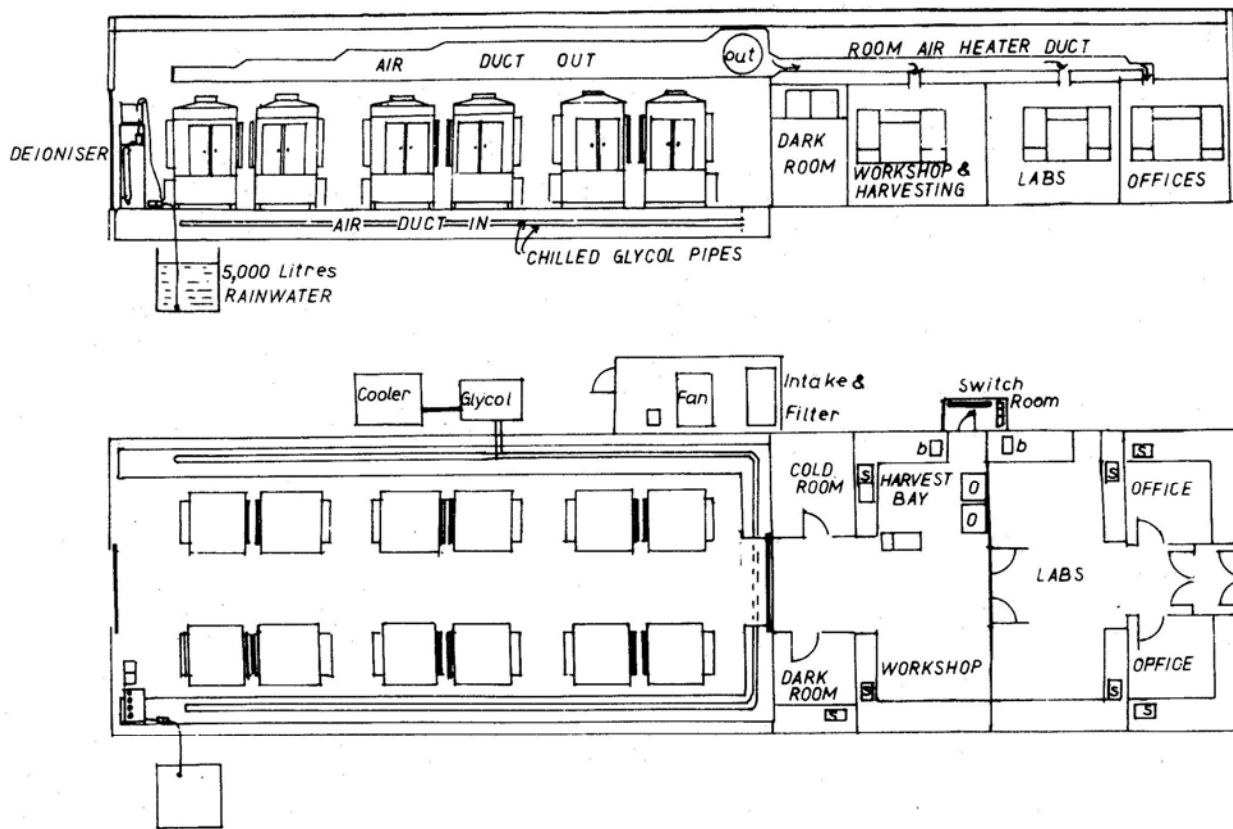 AIR DUCT OUT
out
ROOM AIR HEATER DUCT
DEIONISER
DARK
ROOM
WORKSHOP &
HARVESTING
LABS
OFFICES
AIR DUCT IN
CHILLED GLYCOL PIPES
5,000 Litres
RAINWATER
Cooler
Glycol
Fan
Intake &
Filter
Switch
Room
COLD
ROOM
S
HARVEST
BAY
b
O
O
b
S
S
OFFICE
LABS
DARK
ROOM
S
S
WORKSHOP
S
S
OPFICE